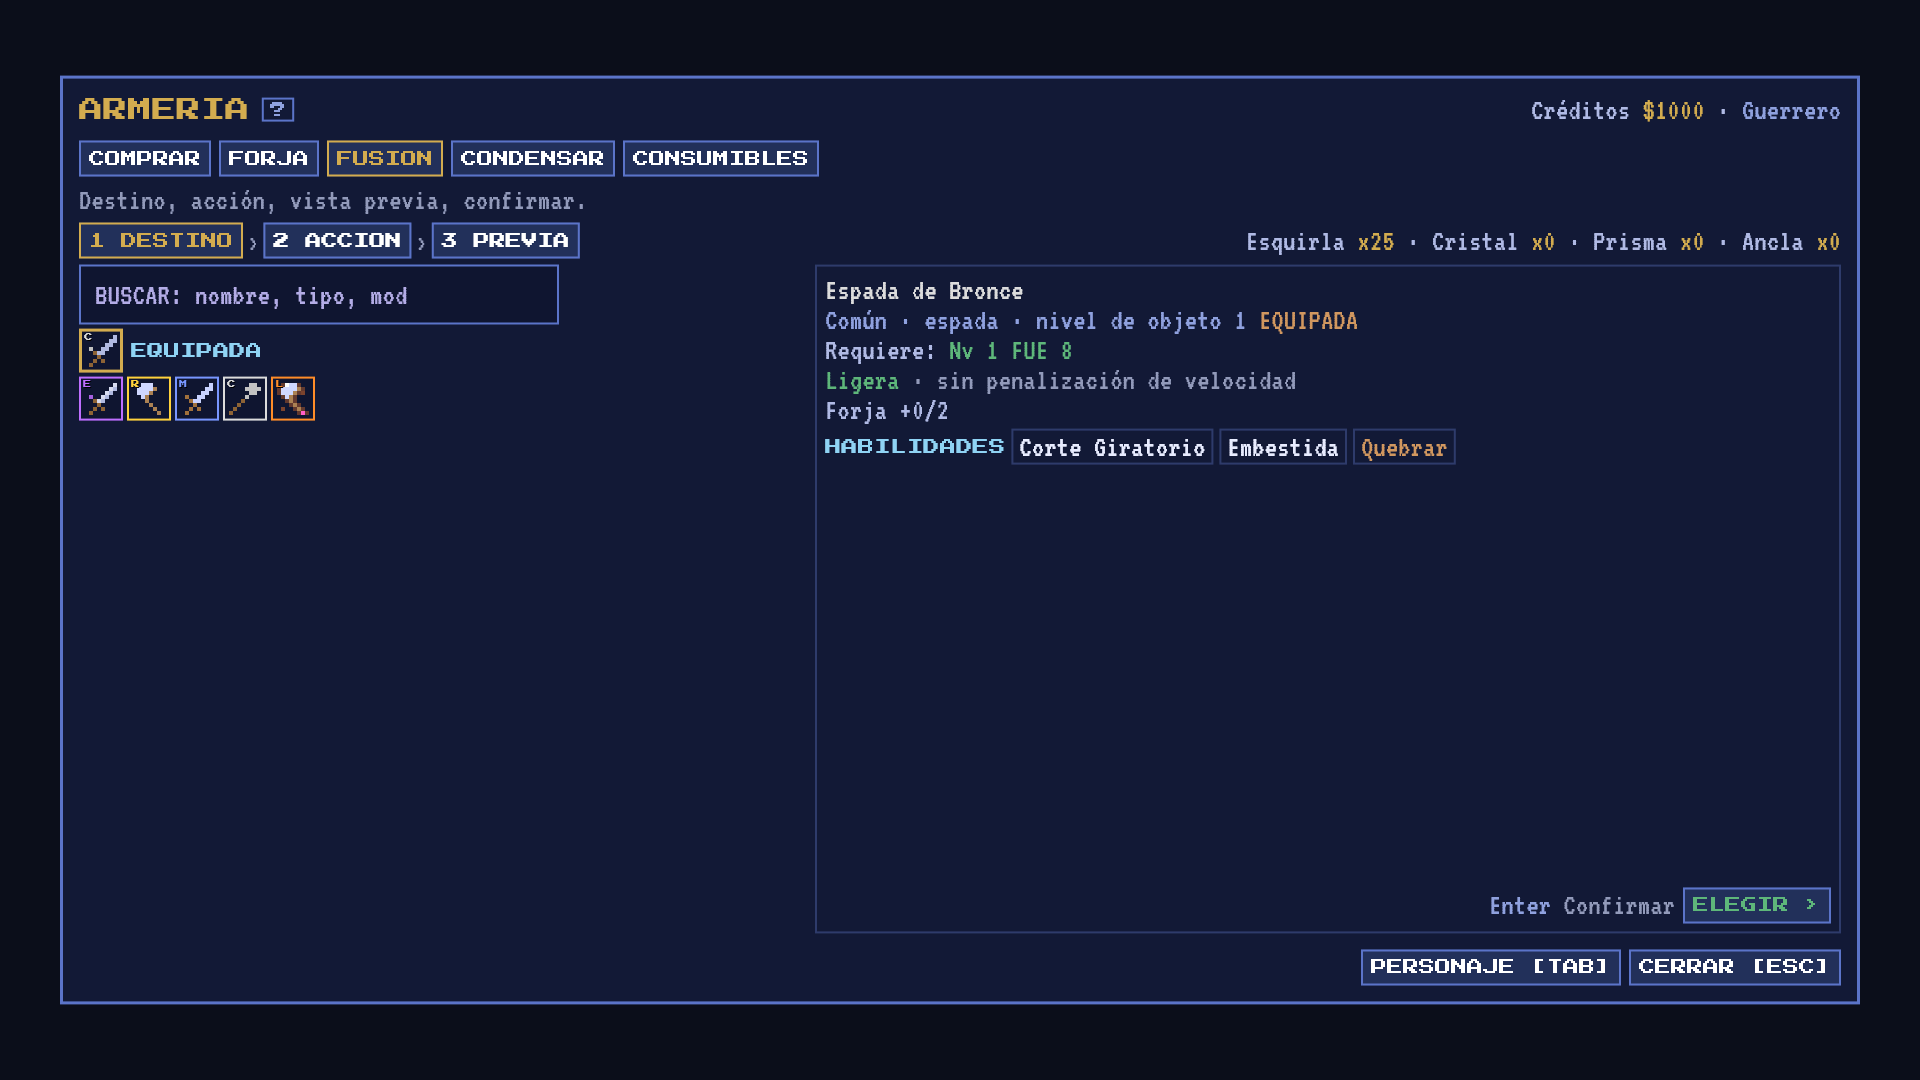 ARMERIA ?
Créditos $1000 · Guerrero
COMPRAR FORJA FUSION CONDENSAR CONSUMIBLES
Destino, acción, vista previa, confirmar.
1 DESTINO › 2 ACCION › 3 PREVIA
Esquirla x25 · Cristal x0 · Prisma x0 · Ancla x0
BUSCAR: nombre, tipo, mod
C EQUIPADA
E R M C L
Espada de Bronce
Común · espada · nivel de objeto 1 EQUIPADA
Requiere: Nv 1 FUE 8
Ligera · sin penalización de velocidad
Forja +0/2
HABILIDADES Corte Giratorio Embestida Quebrar
Enter Confirmar ELEGIR >
PERSONAJE [TAB] CERRAR [ESC]